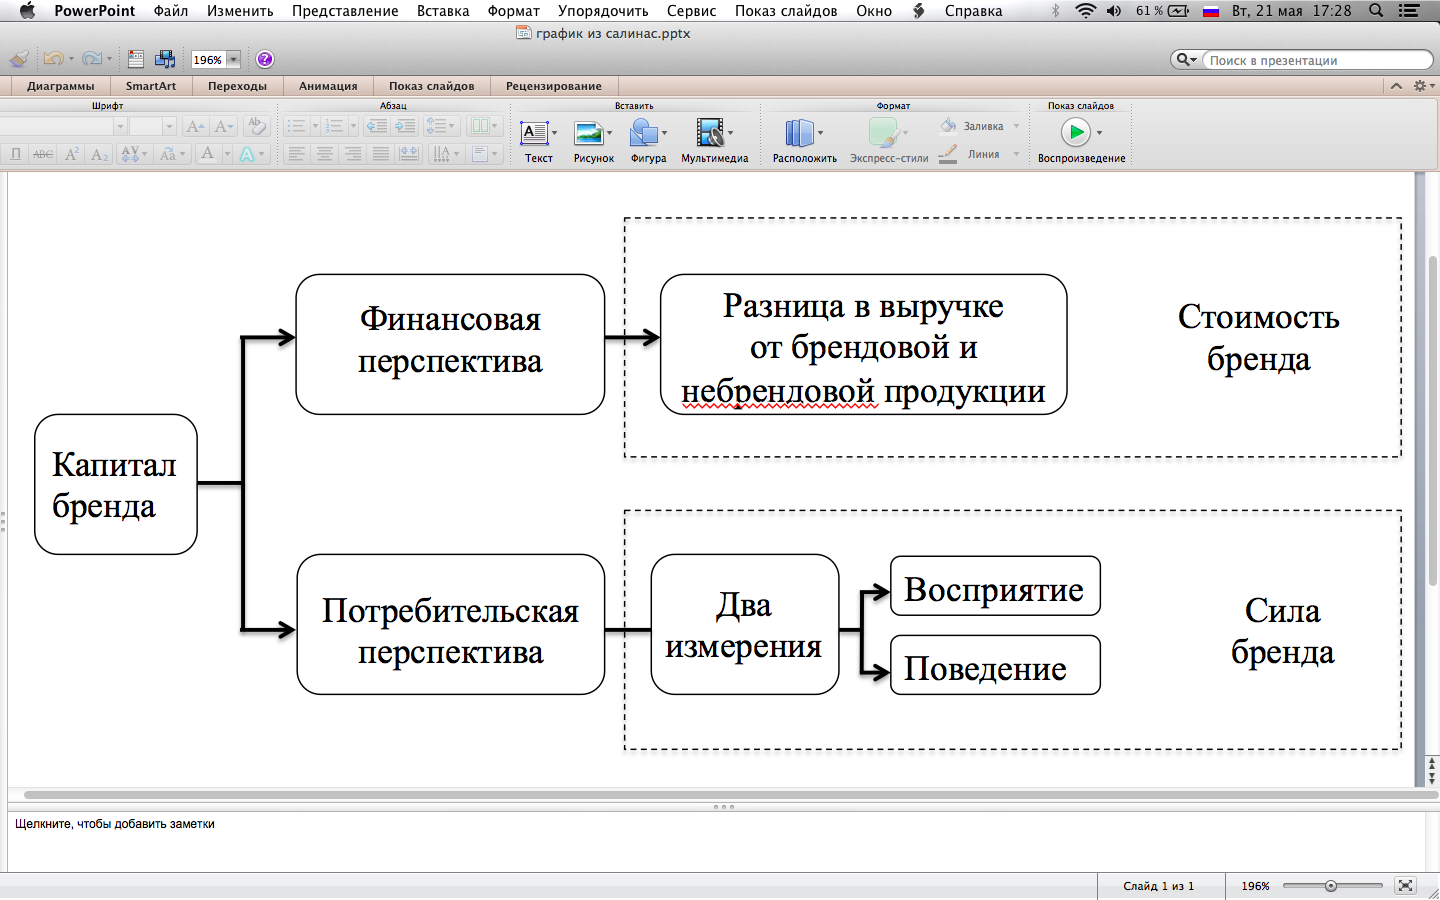 PowerPoint Файл Изменить Представление Вставка Формат Упорядочить Сервис Показ слайдов Окно Справка 61 % Вт, 21 мая 17:28
график из салинас.pptx
196% Поиск в презентации
Диаграммы SmartArt Переходы Анимация Показ слайдов Рецензирование
Шрифт Абзац Вставить Формат Показ слайдов
Заливка
Линия
Текст Рисунок Фигура Мультимедиа Расположить Экспресс-стили Воспроизведение
Капитал
бренда
Финансовая
перспектива
Разница в выручке
от брендовой и
небрендовой продукции
Стоимость
бренда
Потребительская
перспектива
Два
измерения
Восприятие
Поведение
Сила
бренда
Щелкните, чтобы добавить заметки
Слайд 1 из 1 196%